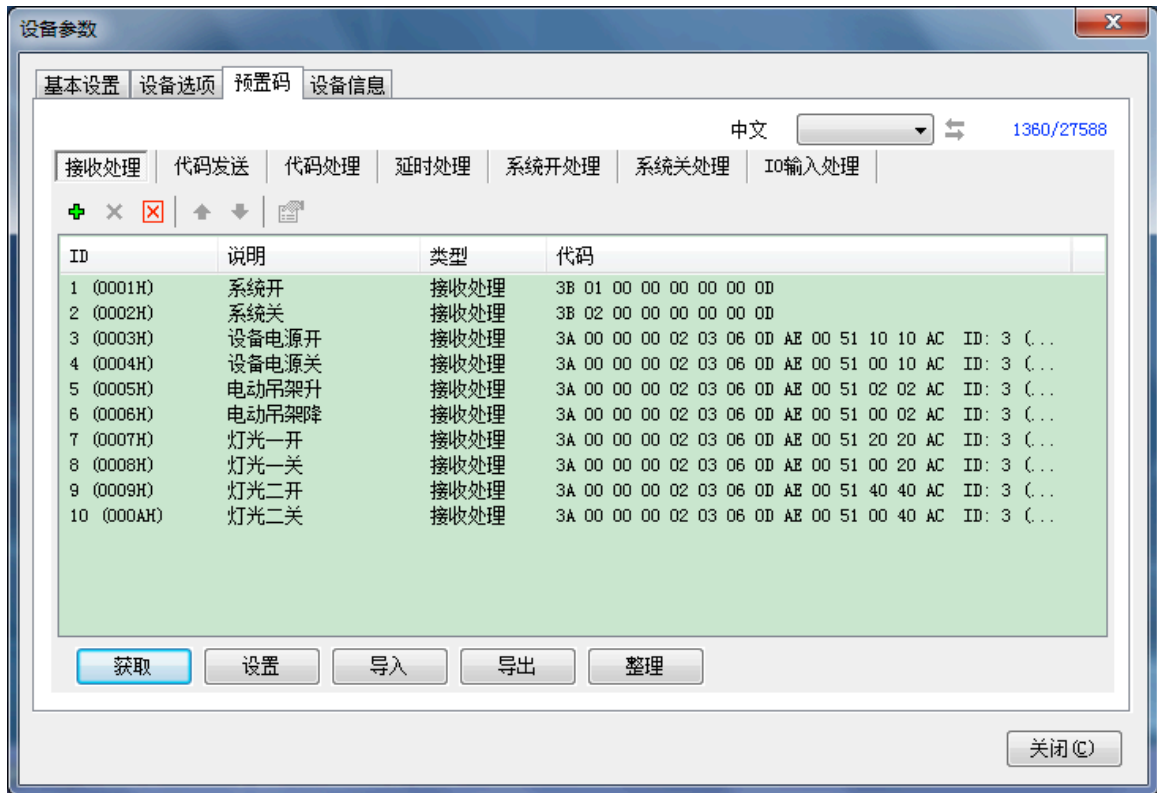 设备参数
基本设置 设备选项 预置码 设备信息
中文 1360/27588
接收处理 代码发送 代码处理 延时处理 系统开处理 系统关处理 IO输入处理
ID 说明 类型 代码
1 (0001H) 系统开 接收处理 3B 01 00 00 00 00 00 0D
2 (0002H) 系统关 接收处理 3B 02 00 00 00 00 00 0D
3 (0003H) 设备电源开 接收处理 3A 00 00 00 02 03 06 0D AE 00 51 10 10 AC ID: 3 (...
4 (0004H) 设备电源关 接收处理 3A 00 00 00 02 03 06 0D AE 00 51 00 10 AC ID: 3 (...
5 (0005H) 电动吊架升 接收处理 3A 00 00 00 02 03 06 0D AE 00 51 02 02 AC ID: 3 (...
6 (0006H) 电动吊架降 接收处理 3A 00 00 00 02 03 06 0D AE 00 51 00 02 AC ID: 3 (...
7 (0007H) 灯光一开 接收处理 3A 00 00 00 02 03 06 0D AE 00 51 20 20 AC ID: 3 (...
8 (0008H) 灯光一关 接收处理 3A 00 00 00 02 03 06 0D AE 00 51 00 20 AC ID: 3 (...
9 (0009H) 灯光二开 接收处理 3A 00 00 00 02 03 06 0D AE 00 51 40 40 AC ID: 3 (...
10 (000AH) 灯光二关 接收处理 3A 00 00 00 02 03 06 0D AE 00 51 00 40 AC ID: 3 (...
获取 设置 导入 导出 整理
关闭(C)